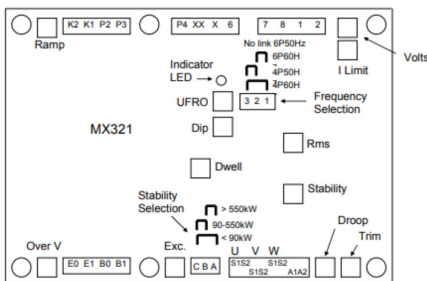 K2 K1 P2 P3
P4 XX X 6
7 8 1 2
Ramp
Volts
No link 6P50Hz
6P60H
4P50H
4P60H
I Limit
Indicator
LED
UFRO
3 2 1
Frequency
Selection
Dip
MX321
Rms
Dwell
Stability
Stability
Selection
> 550kW
90-550kW
< 90kW
Droop
Trim
Over V
Exc.
U V W
E0 E1 B0 B1
C B A
S1S2 S1S2
S1S2 A1A2